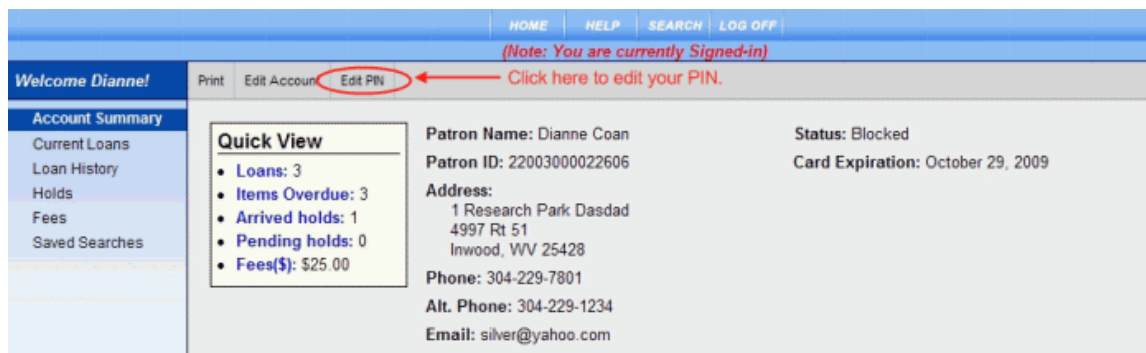 HOME HELP SEARCH LOG OFF
(Note: You are currently Signed-in)
Welcome Dianne!
Print Edit Account Edit PIN Click here to edit your PIN.
Account Summary
Current Loans
Loan History
Holds
Fees
Saved Searches
Quick View
• Loans: 3
• Items Overdue: 3
• Arrived holds: 1
• Pending holds: 0
• Fees($): $25.00
Patron Name: Dianne Coan
Patron ID: 22003000022606
Address:
1 Research Park Dasdad
4997 Rt 51
Inwood, WV 25428
Phone: 304-229-7801
Alt. Phone: 304-229-1234
Email: silver@yahoo.com
Status: Blocked
Card Expiration: October 29, 2009